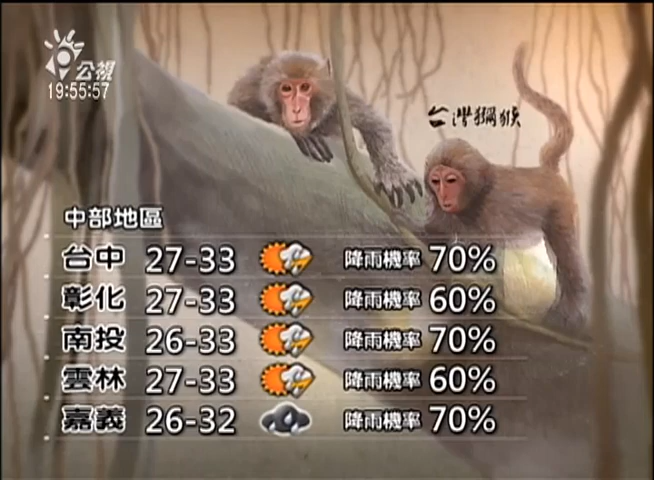 公視
19:55:57
台灣獼猴
中部地區
台中 27-33 降雨機率 70%
彰化 27-33 降雨機率 60%
南投 26-33 降雨機率 70%
雲林 27-33 降雨機率 60%
嘉義 26-32 降雨機率 70%